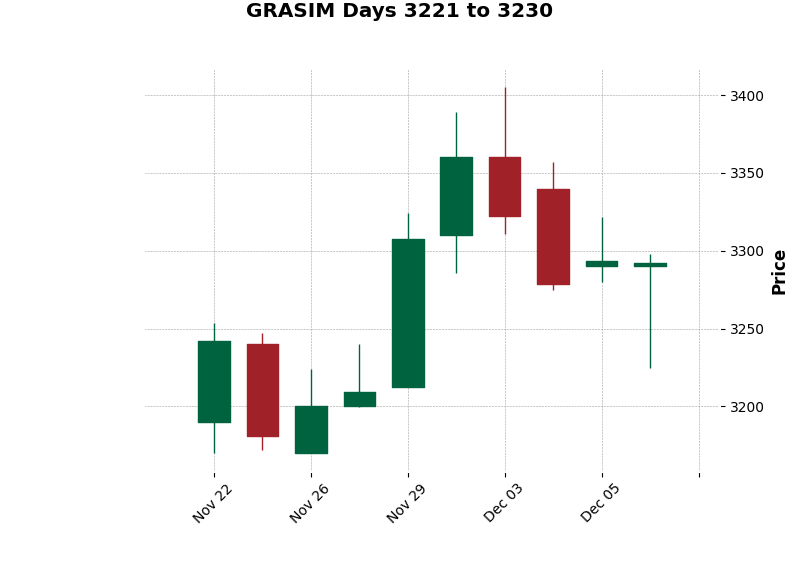 GRASIM Days 3221 to 3230
3400
3350
3300
3250
3200
Price
Nov 22
Nov 26
Nov 29
Dec 03
Dec 05